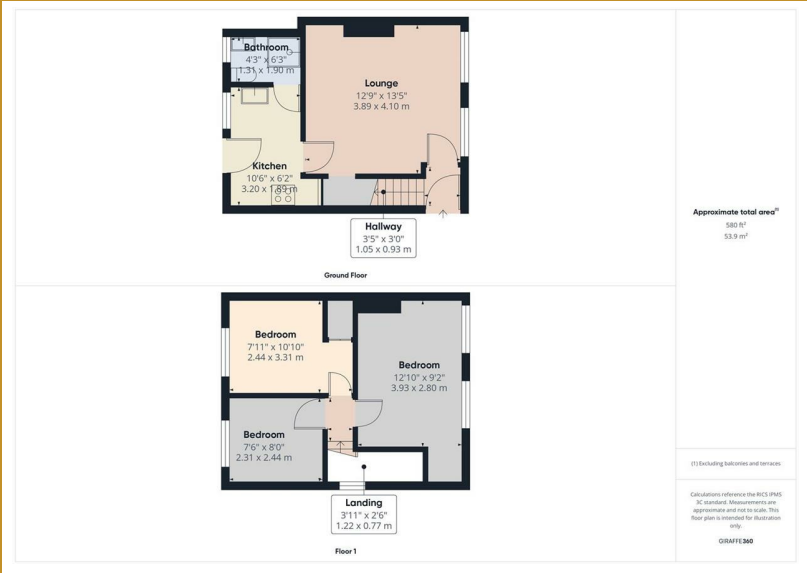 Bathroom
4'3" x 6'3"
1.31 x 1.90 m
Lounge
12'9" x 13'5"
3.89 x 4.10 m
Kitchen
10'6" x 6'2"
3.20 x 1.89 m
Hallway
3'5" x 3'0"
1.05 x 0.93 m
Ground Floor
Bedroom
7'11" x 10'10"
2.44 x 3.31 m
Bedroom
12'10" x 9'2"
3.93 x 2.80 m
Bedroom
7'6" x 8'0"
2.31 x 2.44 m
Landing
3'11" x 2'6"
1.22 x 0.77 m
Floor 1
Approximate total area(1)
580 ft²
53.9 m²
(1) Excluding balconies and terraces
Calculations reference the RICS IPMS
3C standard. Measurements are
approximate and not to scale. This
floor plan is intended for illustration
only.
GIRAFFE360